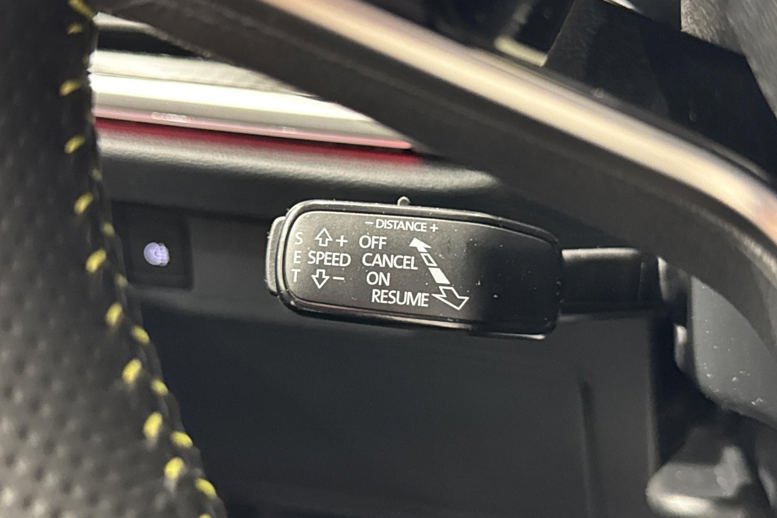 − DISTANCE +
S + OFF
E SPEED CANCEL
T − ON
RESUME